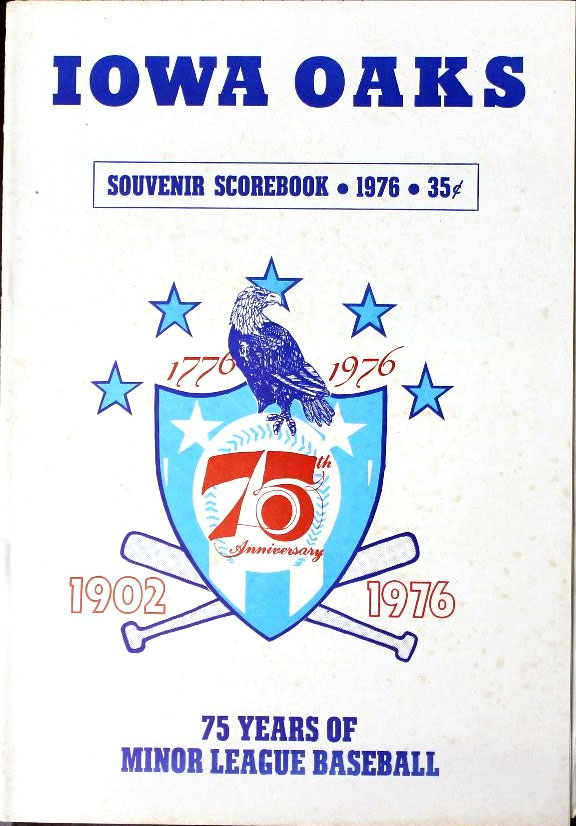 IOWA OAKS
SOUVENIR SCOREBOOK • 1976 • 35¢
1776 1976
75th
Anniversary
1902 1976
75 YEARS OF
MINOR LEAGUE BASEBALL